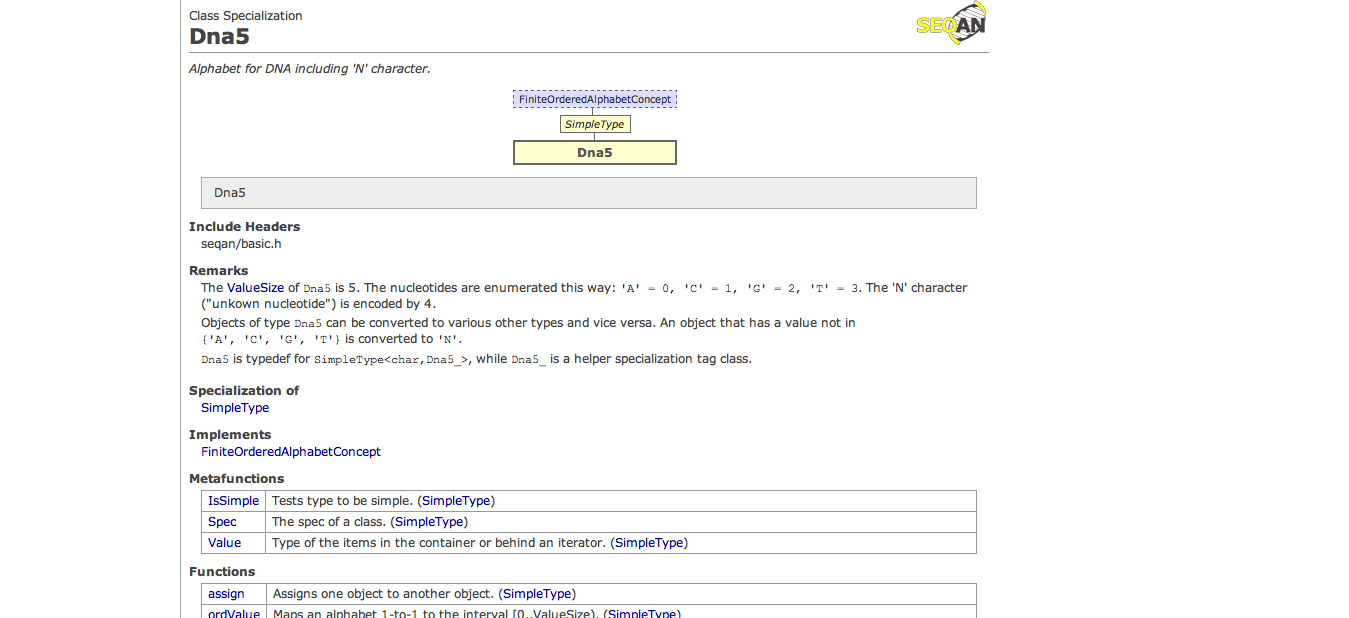 Class Specialization
Dna5
SEQAN
Alphabet for DNA including 'N' character.
FiniteOrderedAlphabetConcept
SimpleType
Dna5
Dna5
Include Headers
seqan/basic.h
Remarks
The ValueSize of Dna5 is 5. The nucleotides are enumerated this way: 'A' = 0, 'C' = 1, 'G' = 2, 'T' = 3. The 'N' character
("unkown nucleotide") is encoded by 4.
Objects of type Dna5 can be converted to various other types and vice versa. An object that has a value not in
{'A', 'C', 'G', 'T'} is converted to 'N'.
Dna5 is typedef for SimpleType<char,Dna5_>, while Dna5_ is a helper specialization tag class.
Specialization of
SimpleType
Implements
FiniteOrderedAlphabetConcept
Metafunctions
IsSimple Tests type to be simple. (SimpleType)
Spec The spec of a class. (SimpleType)
Value Type of the items in the container or behind an iterator. (SimpleType)
Functions
assign Assigns one object to another object. (SimpleType)
ordValue Maps an alphabet 1-to-1 to the interval [0..ValueSize). (SimpleType)